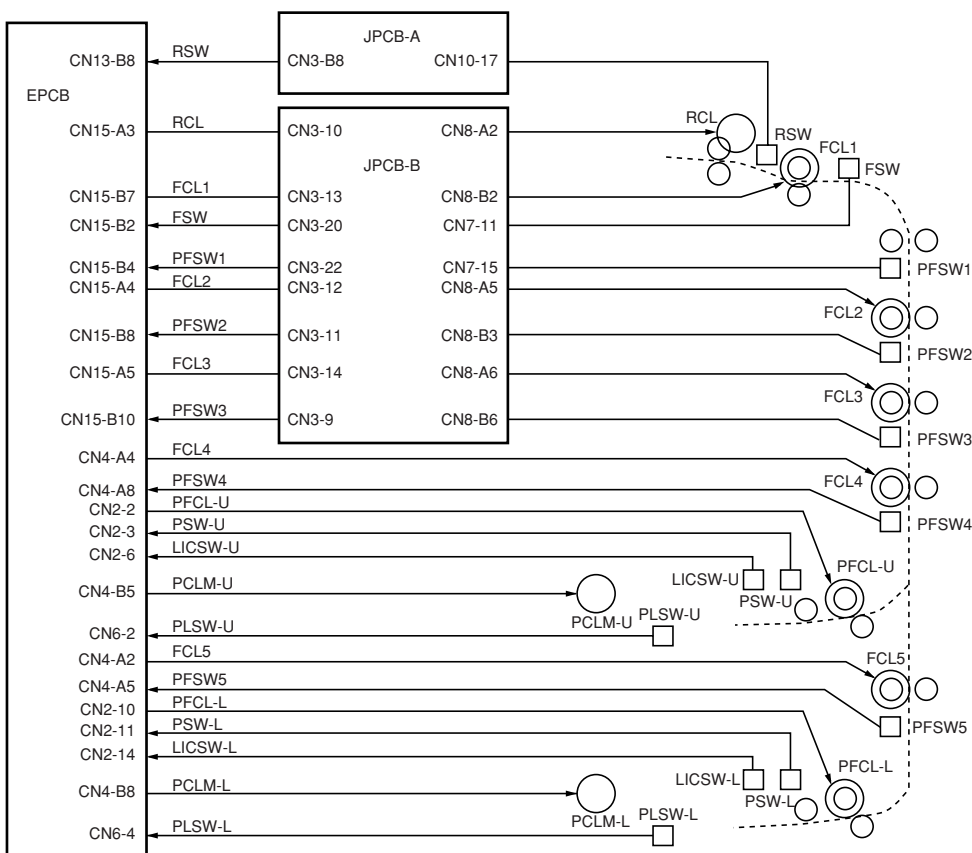 JPCB-A
CN13-B8 RSW CN3-B8 CN10-17
EPCB
CN15-A3 RCL CN3-10 CN8-A2 RCL RSW FCL1 FSW
JPCB-B
CN15-B7 FCL1 CN3-13 CN8-B2
CN15-B2 FSW CN3-20 CN7-11
CN15-B4 PFSW1 CN3-22 CN7-15 PFSW1
CN15-A4 FCL2 CN3-12 CN8-A5 FCL2
CN15-B8 PFSW2 CN3-11 CN8-B3 PFSW2
CN15-A5 FCL3 CN3-14 CN8-A6 FCL3
CN15-B10 PFSW3 CN3-9 CN8-B6 PFSW3
CN4-A4 FCL4 FCL4
CN4-A8 PFSW4 PFSW4
CN2-2 PFCL-U PFCL-U
CN2-3 PSW-U PSW-U
CN2-6 LICSW-U LICSW-U
CN4-B5 PCLM-U PCLM-U
CN6-2 PLSW-U PLSW-U
CN4-A2 FCL5 FCL5
CN4-A5 PFSW5 PFSW5
CN2-10 PFCL-L PFCL-L
CN2-11 PSW-L PSW-L
CN2-14 LICSW-L LICSW-L
CN4-B8 PCLM-L PCLM-L
CN6-4 PLSW-L PLSW-L